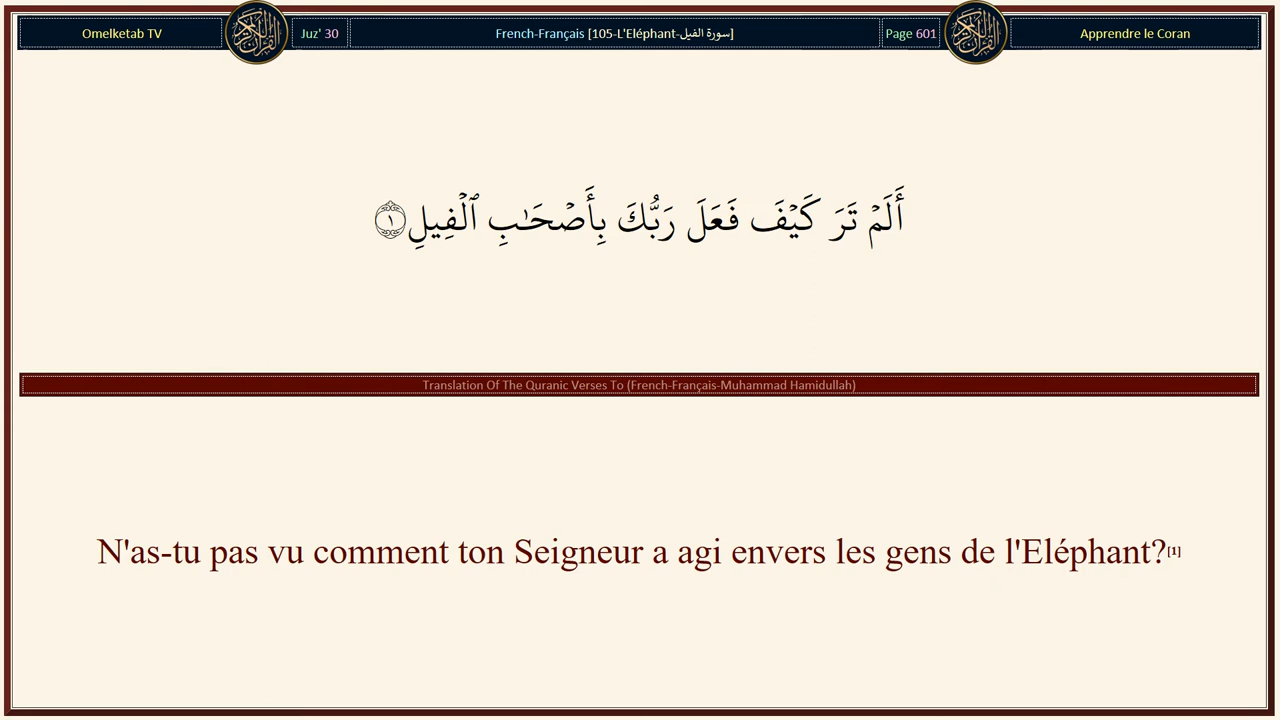 Omelketab TV
Juz' 30
French-Français [105-L'Eléphant-سورة الفيل]
Page 601
Apprendre le Coran
أَلَمۡ تَرَ كَيۡفَ فَعَلَ رَبُّكَ بِأَصۡحَٰبِ ٱلۡفِيلِ ١
Translation Of The Quranic Verses To (French-Français-Muhammad Hamidullah)
N'as-tu pas vu comment ton Seigneur a agi envers les gens de l'Eléphant?[1]